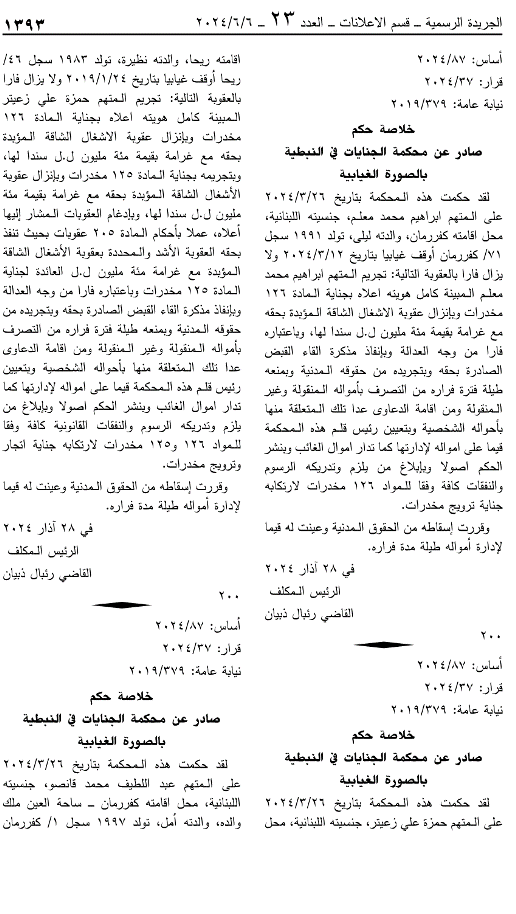 الجريدة الرسمية ــ قسم الاعلانات ــ العدد ٢٣ ــ ٢٠٢٤/٦/٦
١٣٩٣
أساس: ٢٠٢٤/٨٧
قرار: ٢٠٢٤/٣٧
نيابة عامة: ٢٠١٩/٣٧٩
خلاصة حكم
صادر عن محكمة الجنايات في النبطية
بالصورة الغيابية
لقد حكمت هذه المحكمة بتاريخ ٢٠٢٤/٣/٢٦
على المتهم ابراهيم محمد معلم، جنسيته اللبنانية،
محل اقامته كفررمان، والدته ليلى، تولد ١٩٩١ سجل
٧١/ كفررمان أوقف غيابيا بتاريخ ٢٠٢٤/٣/١٢ ولا
يزال فارا بالعقوبة التالية: تجريم المتهم ابراهيم محمد
معلم المبينة كامل هويته اعلاه بجناية المادة ١٢٦
مخدرات وبإنزال عقوبة الاشغال الشاقة المؤبدة بحقه
مع غرامة بقيمة مئة مليون ل.ل سندا لها، وباعتباره
فارا من وجه العدالة وبإنفاذ مذكرة القاء القبض
الصادرة بحقه وبتجريده من حقوقه المدنية وبمنعه
طيلة فترة فراره من التصرف بأمواله المنقولة وغير
المنقولة ومن اقامة الدعاوى عدا تلك المتعلقة منها
بأحواله الشخصية وبتعيين رئيس قلم هذه المحكمة
قيما على امواله لإدارتها كما تدار اموال الغائب وبنشر
الحكم اصولا وبإبلاغ من يلزم وتدريكه الرسوم
والنفقات كافة وفقا للمواد ١٢٦ مخدرات لارتكابه
جناية ترويج مخدرات.
وقررت إسقاطه من الحقوق المدنية وعينت له قيما
لإدارة أمواله طيلة مدة فراره.
في ٢٨ آذار ٢٠٢٤
الرئيس المكلف
القاضي رئبال ذبيان
٢٠٠
أساس: ٢٠٢٤/٨٧
قرار: ٢٠٢٤/٣٧
نيابة عامة: ٢٠١٩/٣٧٩
خلاصة حكم
صادر عن محكمة الجنايات في النبطية
بالصورة الغيابية
لقد حكمت هذه المحكمة بتاريخ ٢٠٢٤/٣/٢٦
على المتهم حمزة علي زعيتر، جنسيته اللبنانية، محل
اقامته ريحا، والدته نظيرة، تولد ١٩٨٣ سجل ٤٦/
ريحا أوقف غيابيا بتاريخ ٢٠١٩/١/٢٤ ولا يزال فارا
بالعقوبة التالية: تجريم المتهم حمزة علي زعيتر
المبينة كامل هويته اعلاه بجناية المادة ١٢٦
مخدرات وبإنزال عقوبة الاشغال الشاقة المؤبدة
بحقه مع غرامة بقيمة مئة مليون ل.ل سندا لها،
وبتجريمه بجناية المادة ١٢٥ مخدرات وبإنزال عقوبة
الأشغال الشاقة المؤبدة بحقه مع غرامة بقيمة مئة
مليون ل.ل سندا لها، وبإدغام العقوبات المشار إليها
أعلاه، عملا بأحكام المادة ٢٠٥ عقوبات بحيث تنفذ
بحقه العقوبة الأشد والمحددة بعقوبة الأشغال الشاقة
المؤبدة مع غرامة مئة مليون ل.ل العائدة لجناية
المادة ١٢٥ مخدرات وباعتباره فارا من وجه العدالة
وبإنفاذ مذكرة القاء القبض الصادرة بحقه وبتجريده من
حقوقه المدنية وبمنعه طيلة فترة فراره من التصرف
بأمواله المنقولة وغير المنقولة ومن اقامة الدعاوى
عدا تلك المتعلقة منها بأحواله الشخصية وبتعيين
رئيس قلم هذه المحكمة قيما على امواله لإدارتها كما
تدار اموال الغائب وبنشر الحكم اصولا وبإبلاغ من
يلزم وتدريكه الرسوم والنفقات القانونية كافة وفقا
للمواد ١٢٦ و١٢٥ مخدرات لارتكابه جناية اتجار
وترويج مخدرات.
وقررت إسقاطه من الحقوق المدنية وعينت له قيما
لإدارة أمواله طيلة مدة فراره.
في ٢٨ آذار ٢٠٢٤
الرئيس المكلف
القاضي رئبال ذبيان
٢٠٠
أساس: ٢٠٢٤/٨٧
قرار: ٢٠٢٤/٣٧
نيابة عامة: ٢٠١٩/٣٧٩
خلاصة حكم
صادر عن محكمة الجنايات في النبطية
بالصورة الغيابية
لقد حكمت هذه المحكمة بتاريخ ٢٠٢٤/٣/٢٦
على المتهم عبد اللطيف محمد قانصو، جنسيته
اللبنانية، محل اقامته كفررمان ــ ساحة العين ملك
والده، والدته أمل، تولد ١٩٩٧ سجل ١/ كفررمان